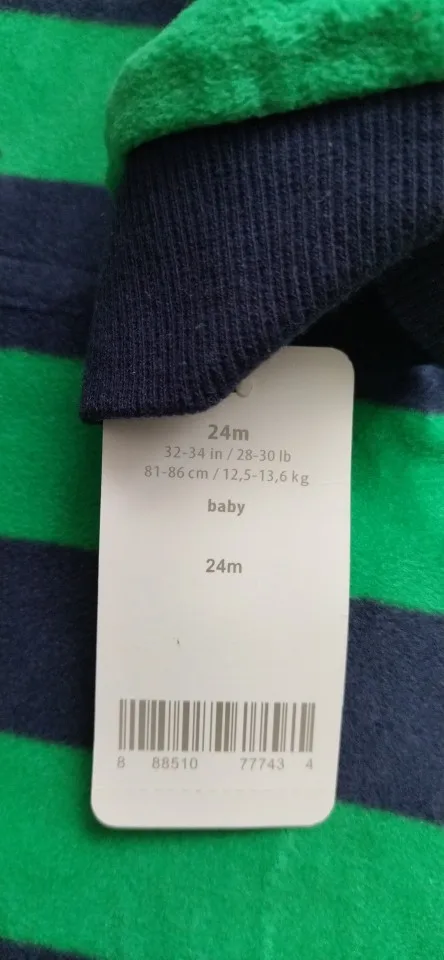 24m
32-34 in / 28-30 lb
81-86 cm / 12,5-13,6 kg
baby
24m
8 88510 77743 4